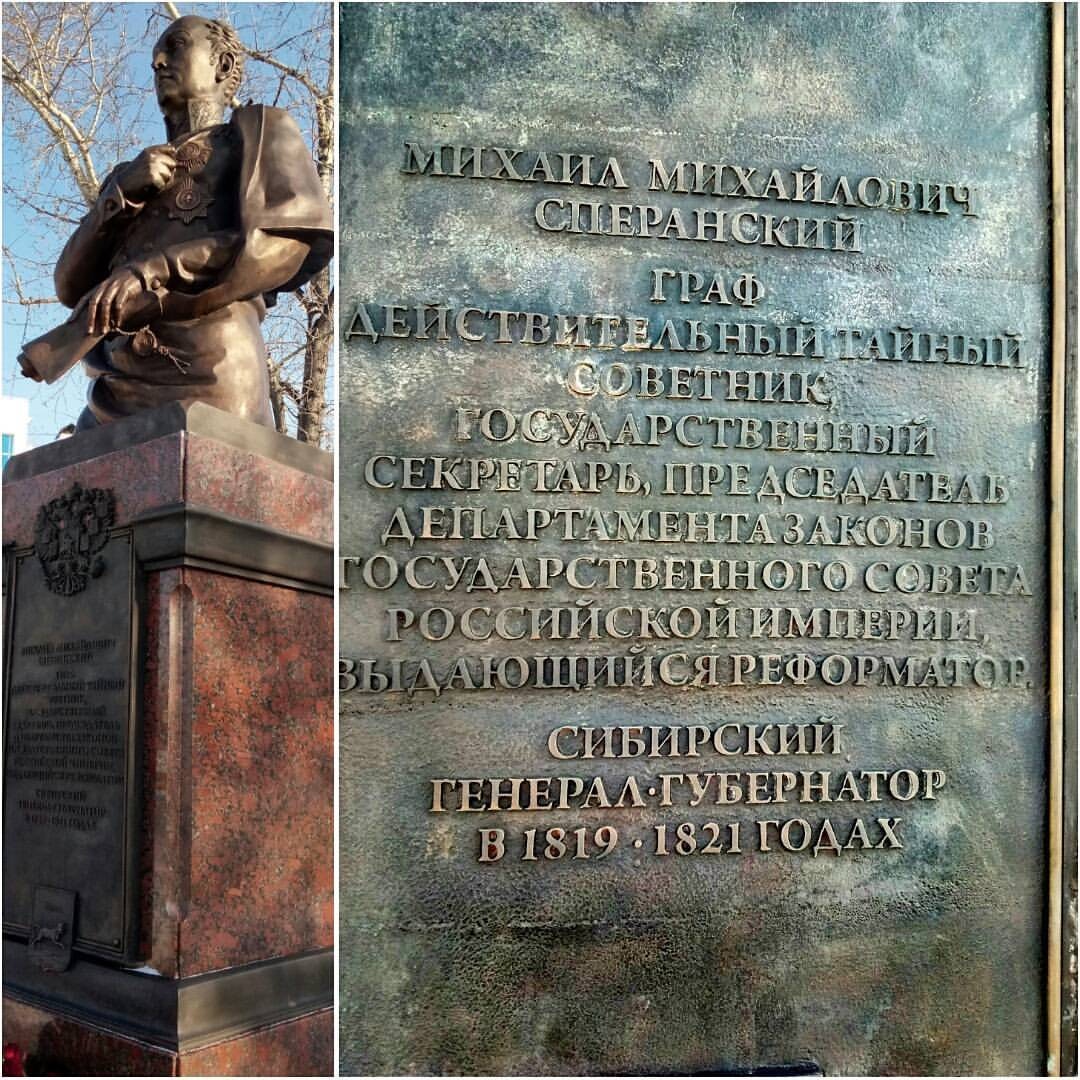 МИХАИЛ МИХАЙЛОВИЧ
СПЕРАНСКИЙ
ГРАФ
ДЕЙСТВИТЕЛЬНЫЙ ТАЙНЫЙ
СОВЕТНИК,
ГОСУДАРСТВЕННЫЙ
СЕКРЕТАРЬ, ПРЕДСЕДАТЕЛЬ
ДЕПАРТАМЕНТА ЗАКОНОВ
ГОСУДАРСТВЕННОГО СОВЕТА
РОССИЙСКОЙ ИМПЕРИИ,
ВЫДАЮЩИЙСЯ РЕФОРМАТОР.
СИБИРСКИЙ
ГЕНЕРАЛ-ГУБЕРНАТОР
В 1819 - 1821 ГОДАХ